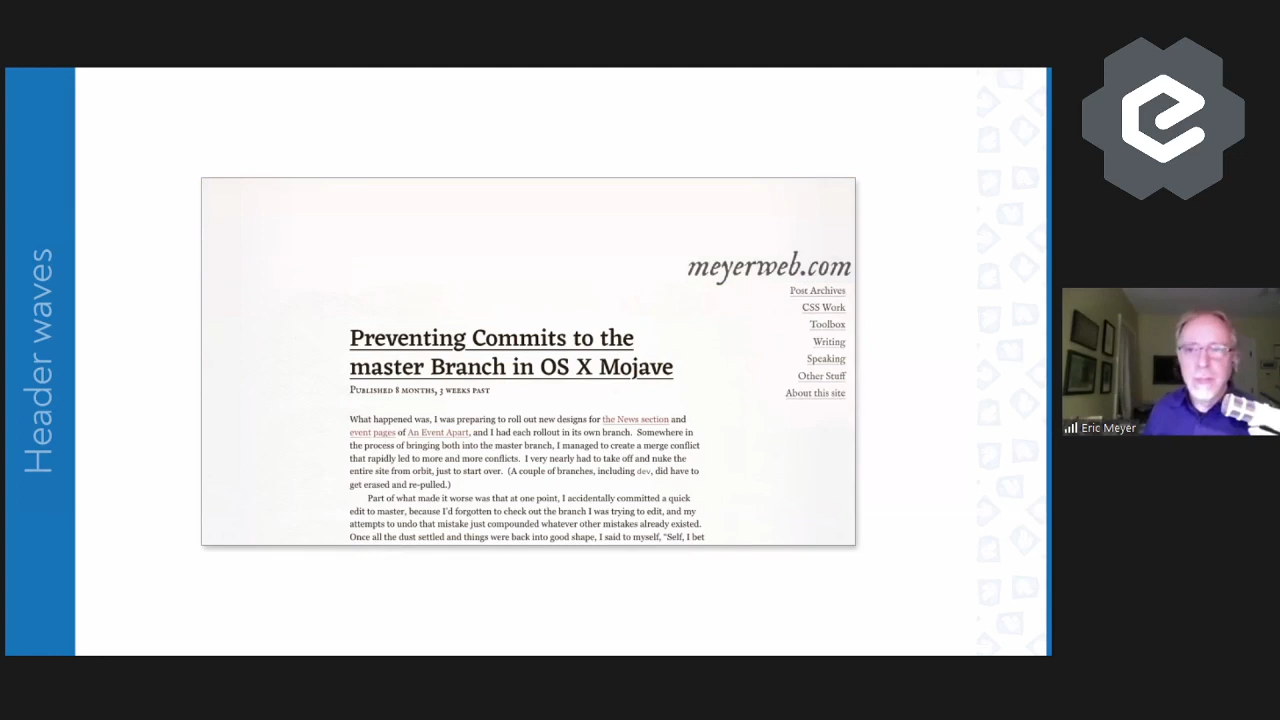 Header waves
meyerweb.com
Post Archives
CSS Work
Toolbox
Writing
Speaking
Other Stuff
About this site
Preventing Commits to the
master Branch in OS X Mojave
Published 8 months, 3 weeks past
What happened was, I was preparing to roll out new designs for the News section and
event pages of An Event Apart, and I had each rollout in its own branch. Somewhere in
the process of bringing both into the master branch, I managed to create a merge conflict
that rapidly led to more and more conflicts. I very nearly had to take off and nuke the
entire site from orbit, just to start over. (A couple of branches, including dev, did have to
get erased and re-pulled.)
Part of what made it worse was that at one point, I accidentally committed a quick
edit to master, because I'd forgotten to check out the branch I was trying to edit, and my
attempts to undo that mistake just compounded whatever other mistakes already existed.
Once all the dust settled and things were back into good shape, I said to myself, “Self, I bet
Eric Meyer